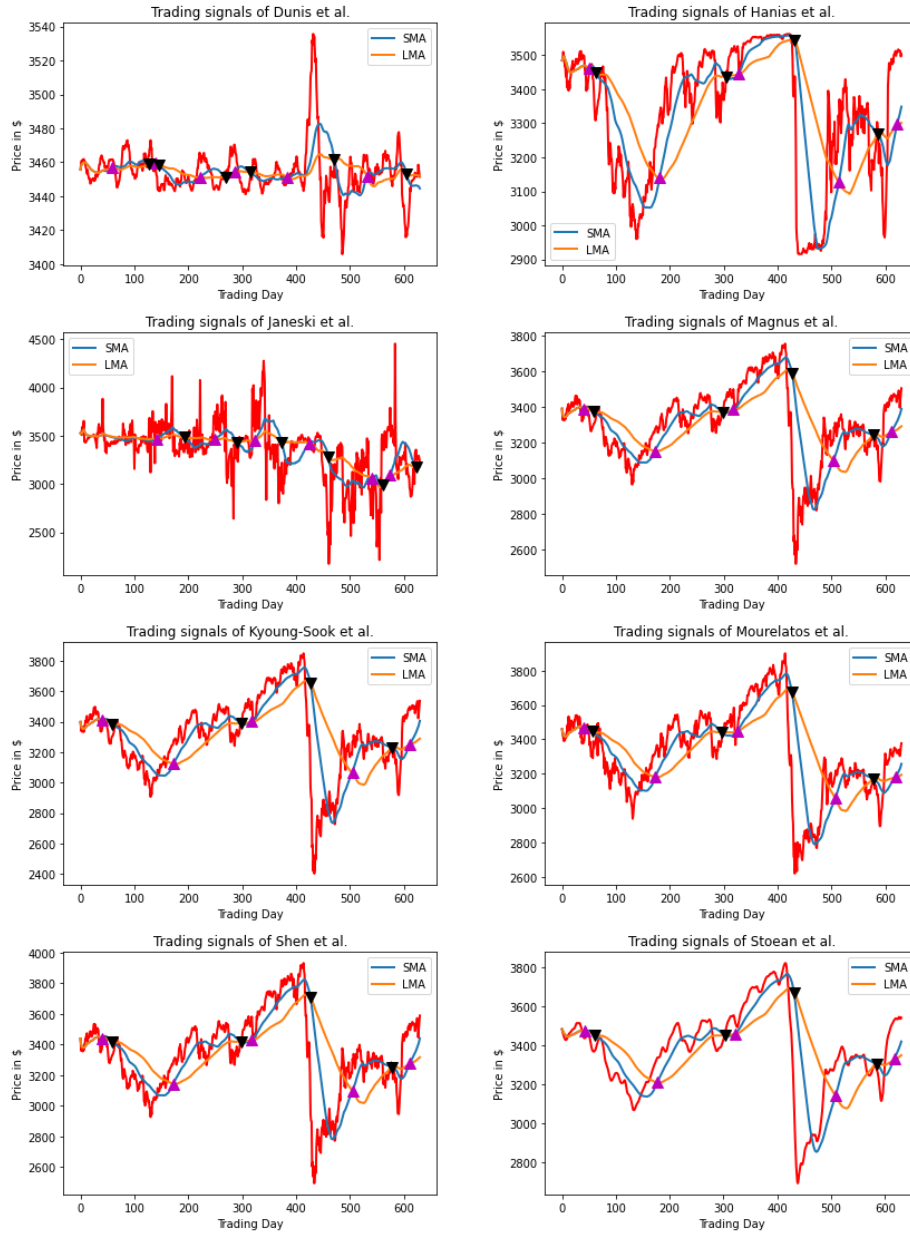 Trading signals of Dunis et al.
Price in $
3540
3520
3500
3480
3460
3440
3420
3400
SMA
LMA
0 100 200 300 400 500 600
Trading Day
Trading signals of Hanias et al.
Price in $
3500
3400
3300
3200
3100
3000
2900
SMA
LMA
0 100 200 300 400 500 600
Trading Day
Trading signals of Janeski et al.
Price in $
4500
4000
3500
3000
2500
SMA
LMA
0 100 200 300 400 500 600
Trading Day
Trading signals of Magnus et al.
Price in $
3800
3600
3400
3200
3000
2800
2600
SMA
LMA
0 100 200 300 400 500 600
Trading Day
Trading signals of Kyoung-Sook et al.
Price in $
3800
3600
3400
3200
3000
2800
2600
2400
SMA
LMA
0 100 200 300 400 500 600
Trading Day
Trading signals of Mourelatos et al.
Price in $
3800
3600
3400
3200
3000
2800
2600
SMA
LMA
0 100 200 300 400 500 600
Trading Day
Trading signals of Shen et al.
Price in $
4000
3800
3600
3400
3200
3000
2800
2600
SMA
LMA
0 100 200 300 400 500 600
Trading Day
Trading signals of Stoean et al.
Price in $
3800
3600
3400
3200
3000
2800
SMA
LMA
0 100 200 300 400 500 600
Trading Day